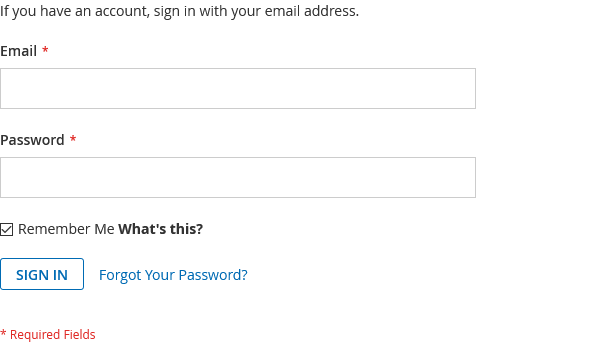 If you have an account, sign in with your email address.
Email *
Password *
Remember Me What's this?
SIGN IN Forgot Your Password?
* Required Fields